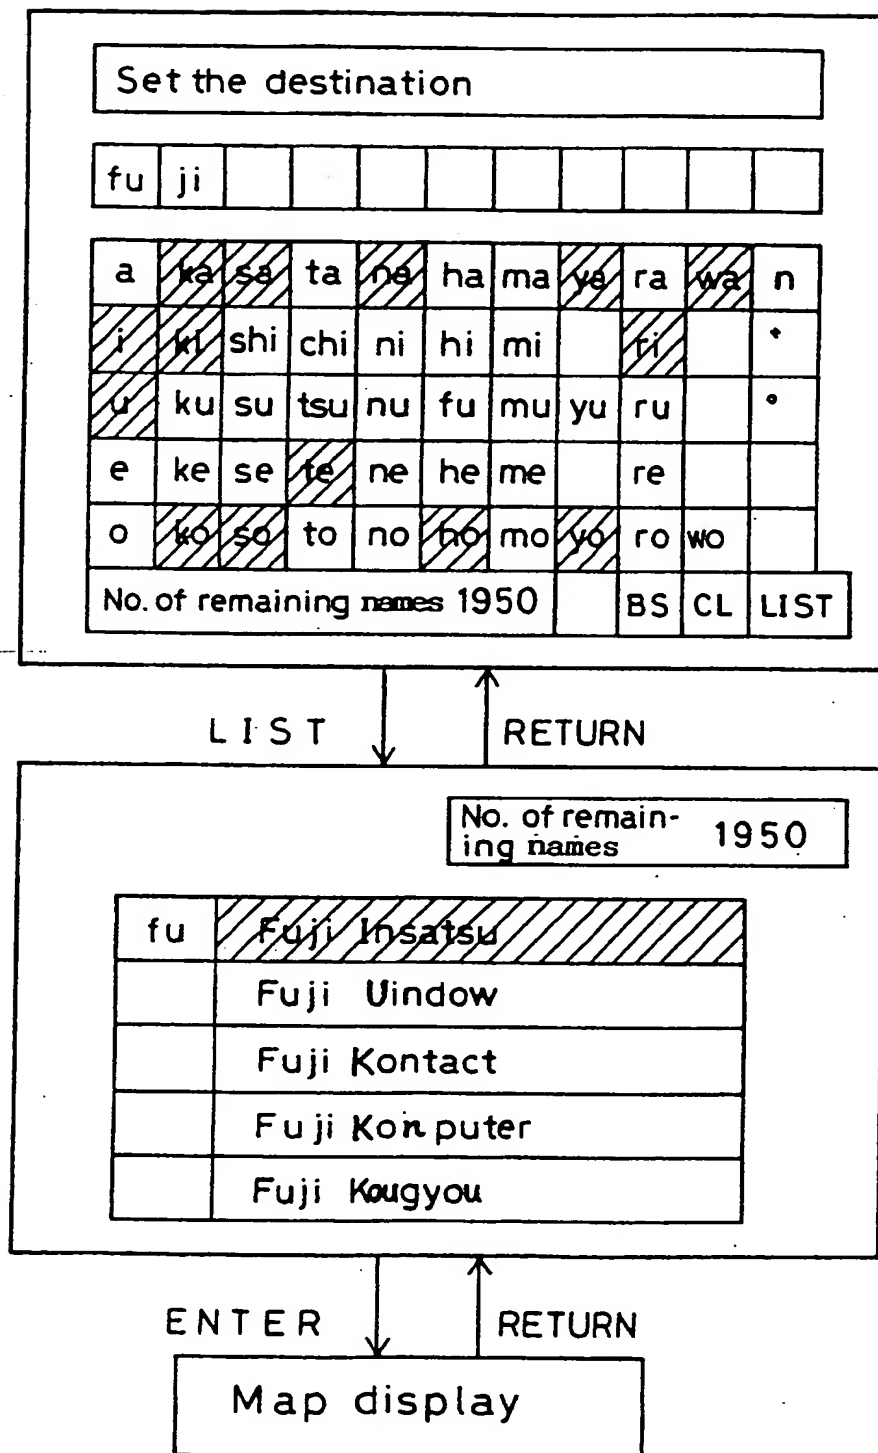 Set the destination
fu ji
a ka sa ta na ha ma ya ra wa n
i ki shi chi ni hi mi ri "
u ku su tsu nu fu mu yu ru °
e ke se te ne he me re
o ko so to no ho mo yo ro wo
No. of remaining names 1950 BS CL LIST
LIST RETURN
No. of remain-
ing names 1950
fu Fuji Insatsu
Fuji Uindow
Fuji Kontact
Fuji Konputer
Fuji Kougyou
ENTER RETURN
Map display